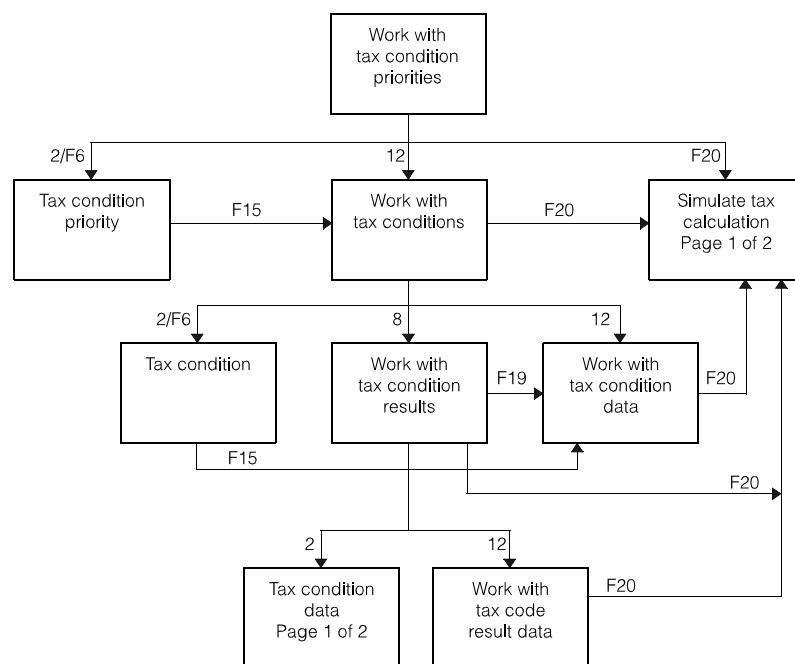 Work with
tax condition
priorities
2/F6
12
F20
Tax condition
priority
F15
Work with
tax conditions
F20
Simulate tax
calculation
Page 1 of 2
2/F6
8
12
Tax condition
Work with
tax condition
results
F19
Work with
tax condition
data
F20
F15
F20
2
12
Tax condition
data
Page 1 of 2
Work with
tax code
result data
F20